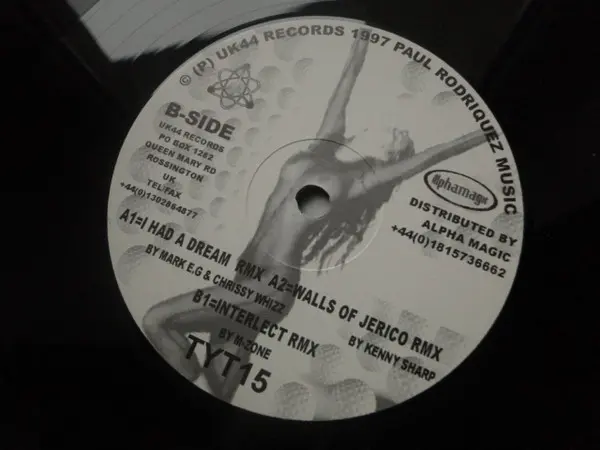 © (P) UK44 RECORDS 1997 PAUL RODRIQUEZ MUSIC
B-SIDE
UK44 RECORDS
PO BOX 1282
QUEEN MARY RD
ROSSINGTON
UK
TEL/FAX
+44(0)1302864877
Alphamagic
DISTRIBUTED BY
ALPHA MAGIC
+44(0)1815736662
A1=I HAD A DREAM RMX A2=WALLS OF JERICO RMX
BY MARK E.G & CHRISSY WHIZZ BY KENNY SHARP
B1=INTERLECT RMX
BY M-ZONE
TYT15